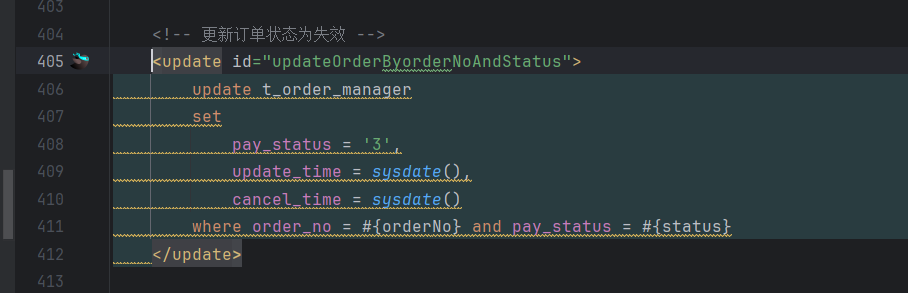 403
404 <!-- 更新订单状态为失效 -->
405 <update id="updateOrderByorderNoAndStatus">
406 update t_order_manager
407 set
408 pay_status = '3',
409 update_time = sysdate(),
410 cancel_time = sysdate()
411 where order_no = #{orderNo} and pay_status = #{status}
412 </update>
413